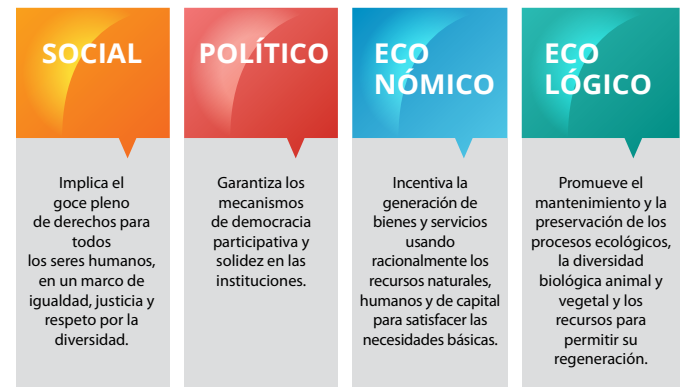 SOCIAL
Implica el
goce pleno
de derechos para
todos
los seres humanos,
en un marco de
igualdad, justicia y
respeto por la
diversidad.
POLÍTICO
Garantiza los
mecanismos
de democracia
participativa y
solidez en las
instituciones.
ECO
NÓMICO
Incentiva la
generación de
bienes y servicios
usando
racionalmente los
recursos naturales,
humanos y de capital
para satisfacer las
necesidades básicas.
ECO
LÓGICO
Promueve el
mantenimiento y la
preservación de los
procesos ecológicos,
la diversidad
biológica animal y
vegetal y los
recursos para
permitir su
regeneración.